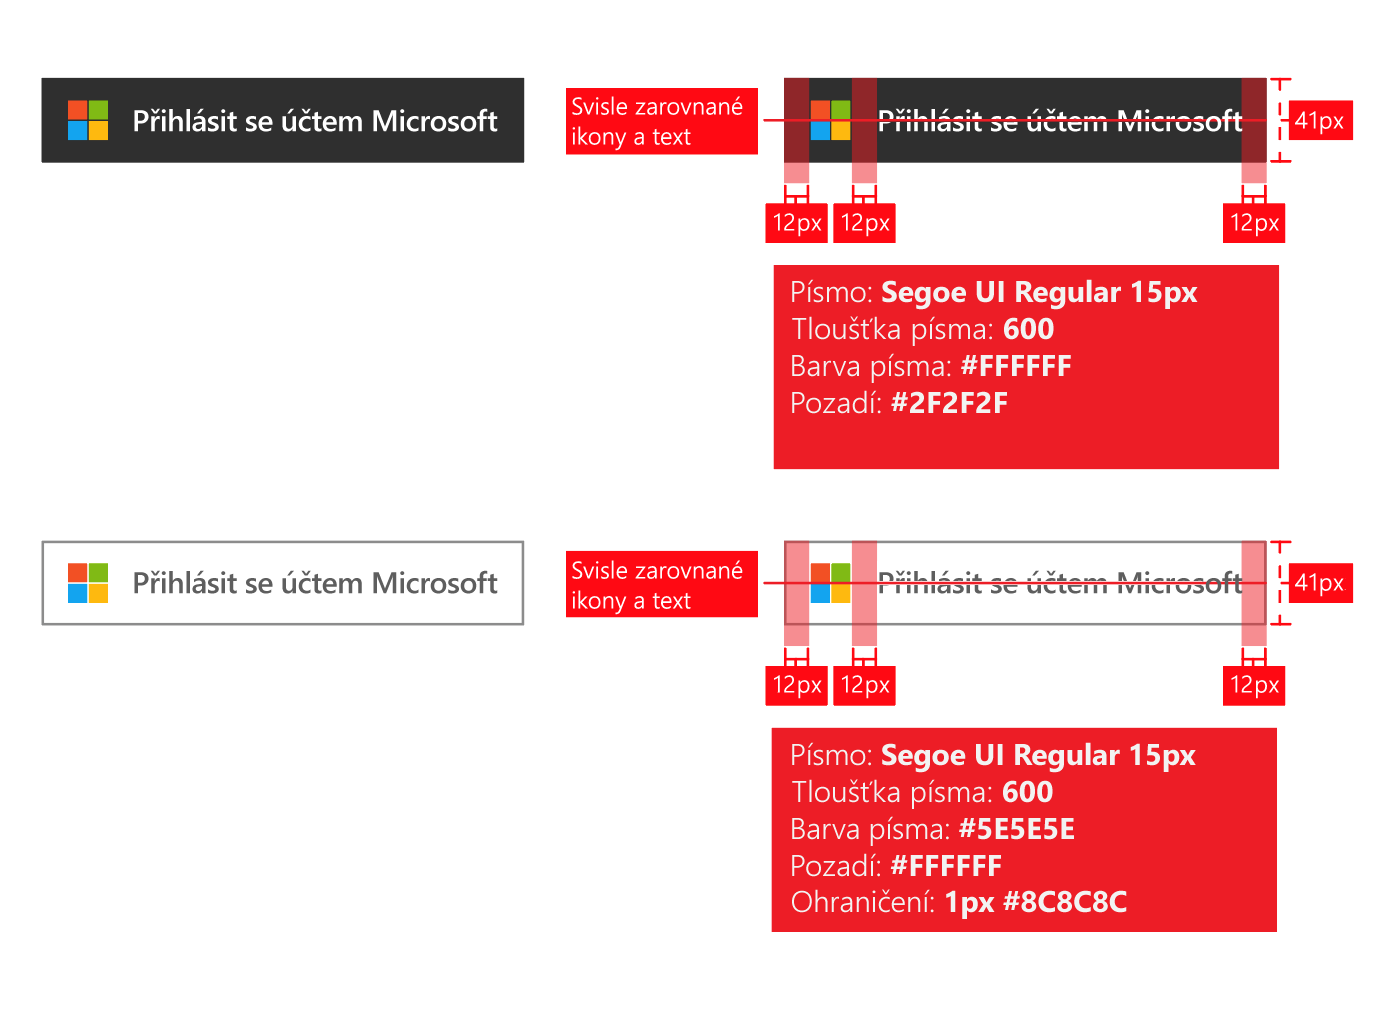 Přihlásit se účtem Microsoft
Svisle zarovnané
ikony a text
Přihlásit se účtem Microsoft
41px
12px
12px
12px
Písmo: Segoe UI Regular 15px
Tloušťka písma: 600
Barva písma: #FFFFFF
Pozadí: #2F2F2F
Přihlásit se účtem Microsoft
Svisle zarovnané
ikony a text
Přihlásit se účtem Microsoft
41px
12px
12px
12px
Písmo: Segoe UI Regular 15px
Tloušťka písma: 600
Barva písma: #5E5E5E
Pozadí: #FFFFFF
Ohraničení: 1px #8C8C8C